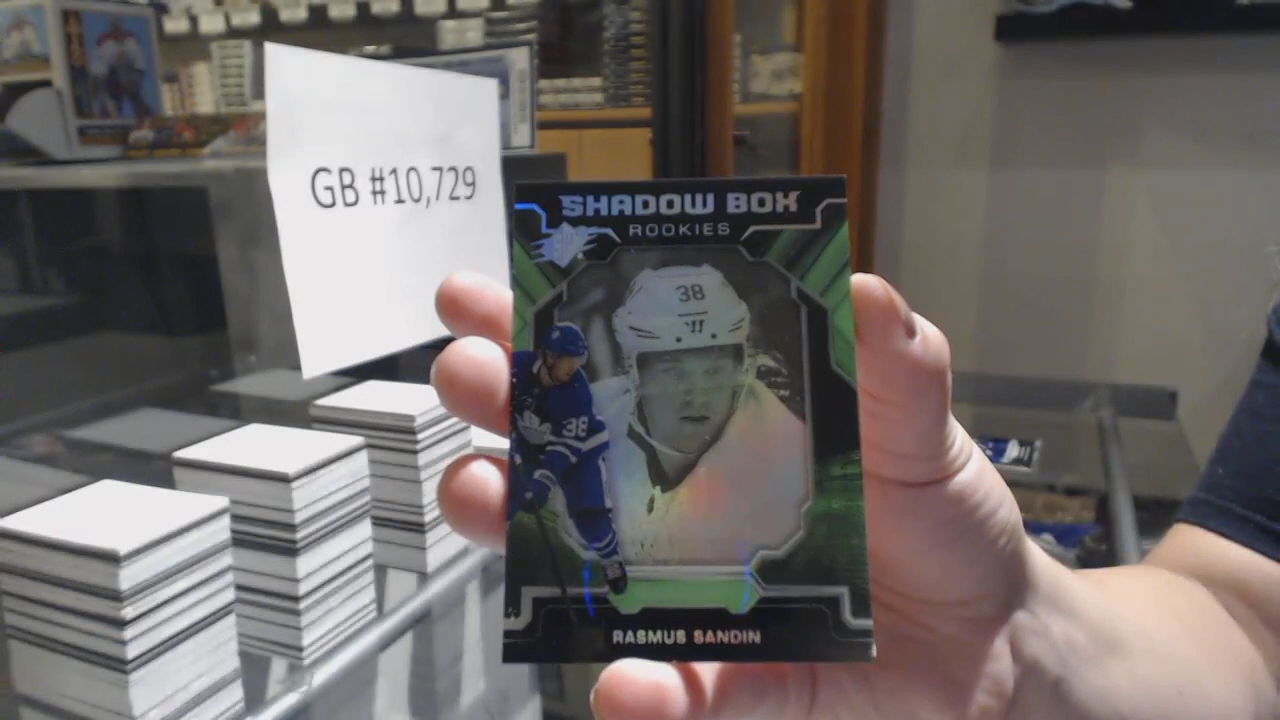 GB #10,729
SHADOW BOX
ROOKIES
38
38
RASMUS SANDIN